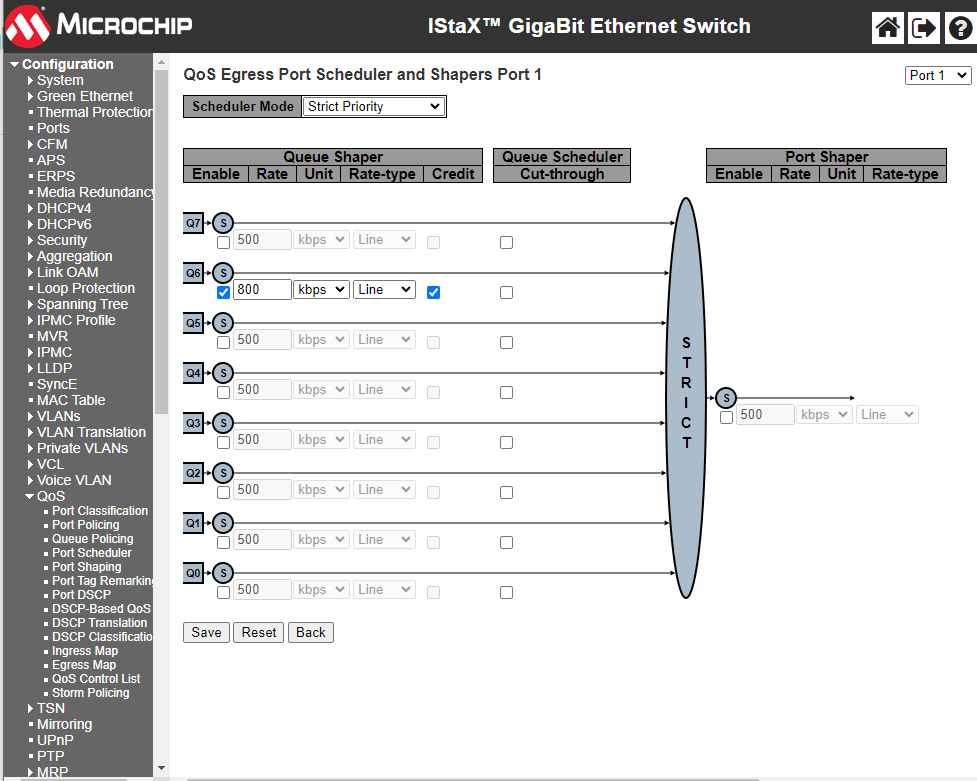 MICROCHIP
IStaX™ GigaBit Ethernet Switch
Configuration
System
Green Ethernet
Thermal Protection
Ports
CFM
APS
ERPS
Media Redundancy
DHCPv4
DHCPv6
Security
Aggregation
Link OAM
Loop Protection
Spanning Tree
IPMC Profile
MVR
IPMC
LLDP
SyncE
MAC Table
VLANs
VLAN Translation
Private VLANs
VCL
Voice VLAN
QoS
Port Classification
Port Policing
Queue Policing
Port Scheduler
Port Shaping
Port Tag Remarking
Port DSCP
DSCP-Based QoS
DSCP Translation
DSCP Classificatio
Ingress Map
Egress Map
QoS Control List
Storm Policing
TSN
Mirroring
UPnP
PTP
MRP
QoS Egress Port Scheduler and Shapers Port 1
Port 1
Scheduler Mode Strict Priority
Queue Shaper Queue Scheduler Port Shaper
Enable Rate Unit Rate-type Credit Cut-through Enable Rate Unit Rate-type
Q7 S
500 kbps Line
Q6 S
800 kbps Line
Q5 S
500 kbps Line
Q4 S
500 kbps Line
Q3 S
500 kbps Line
Q2 S
500 kbps Line
Q1 S
500 kbps Line
Q0 S
500 kbps Line
S
T
R
I
C
T
S
500 kbps Line
Save Reset Back